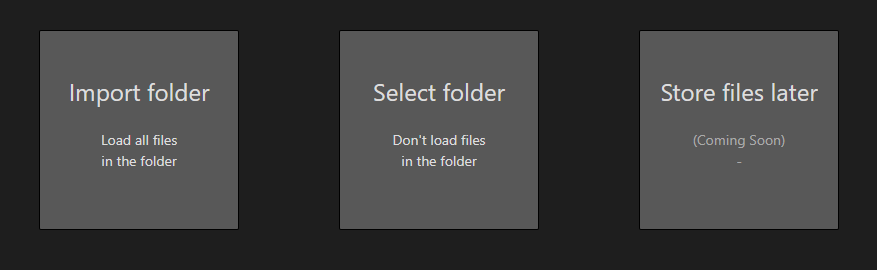 Import folder
Load all files
in the folder
Select folder
Don't load files
in the folder
Store files later
(Coming Soon)
-